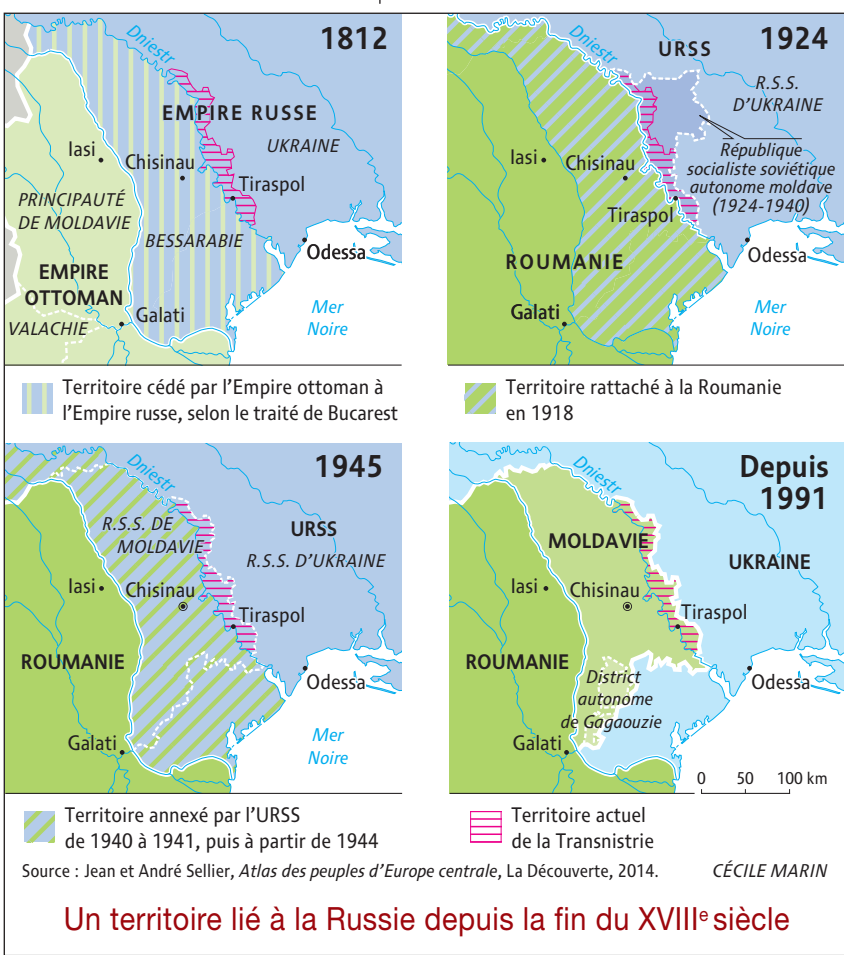 1812
Dniestr
EMPIRE RUSSE
UKRAINE
Iasi
Chisinau
Tiraspol
PRINCIPAUTÉ
DE MOLDAVIE
BESSARABIE
Odessa
EMPIRE
OTTOMAN
Galati
Mer
Noire
VALACHIE
Territoire cédé par l'Empire ottoman à
l'Empire russe, selon le traité de Bucarest
1924
Dniestr
URSS
R.S.S.
D'UKRAINE
Iasi
Chisinau
République
socialiste soviétique
autonome moldave
(1924-1940)
Tiraspol
Odessa
ROUMANIE
Galati
Mer
Noire
Territoire rattaché à la Roumanie
en 1918
1945
Dniestr
R.S.S. DE
MOLDAVIE
URSS
R.S.S. D'UKRAINE
Iasi
Chisinau
Tiraspol
ROUMANIE
Odessa
Galati
Mer
Noire
Territoire annexé par l'URSS
de 1940 à 1941, puis à partir de 1944
Depuis
1991
Dniestr
MOLDAVIE
UKRAINE
Iasi
Chisinau
Tiraspol
ROUMANIE
District
autonome
de Gagaouzie
Odessa
Galati
0 50 100 km
Territoire actuel
de la Transnistrie
Source : Jean et André Sellier, Atlas des peuples d'Europe centrale, La Découverte, 2014.
CÉCILE MARIN
Un territoire lié à la Russie depuis la fin du XVIIIe siècle